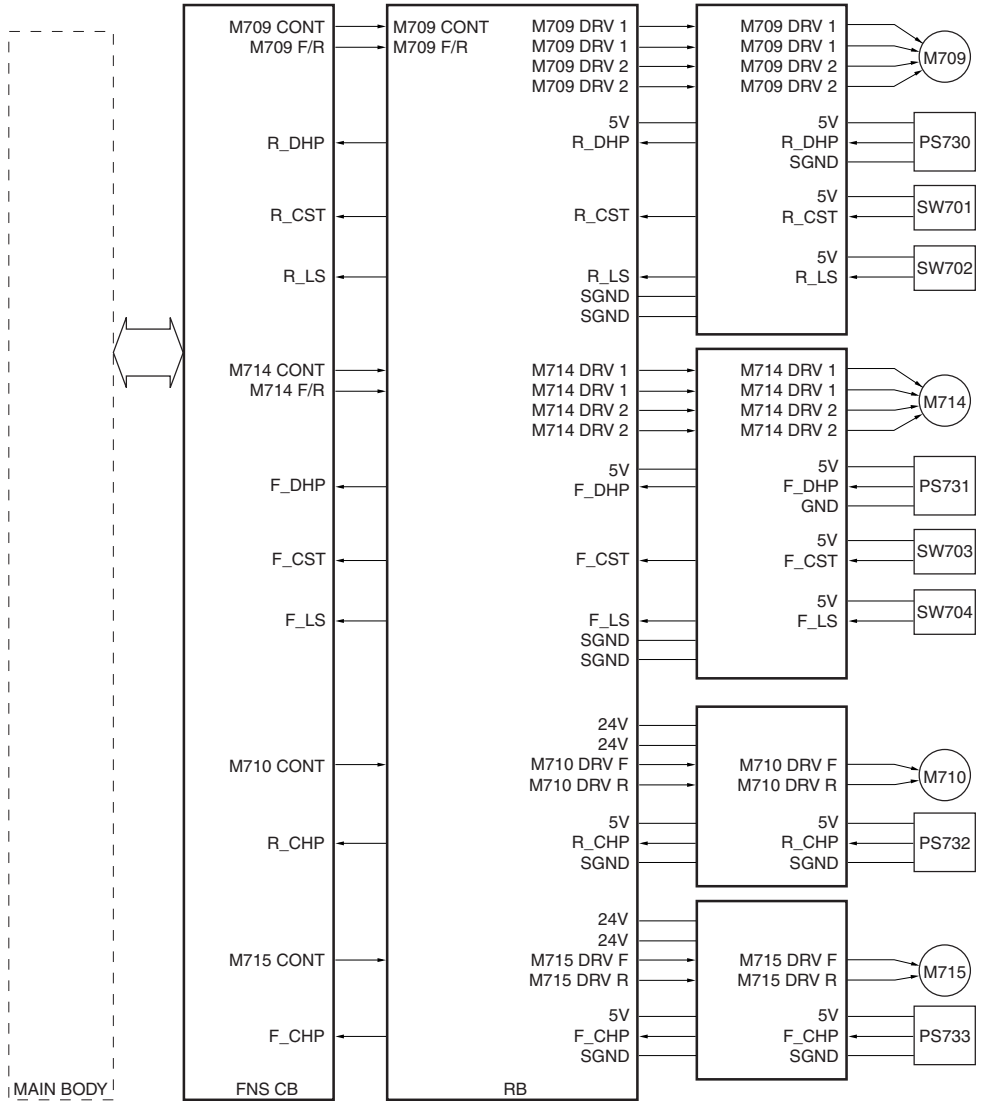 M709 CONT M709 CONT M709 DRV 1 M709 DRV 1
M709 F/R M709 F/R M709 DRV 1 M709 DRV 1 M709
M709 DRV 2 M709 DRV 2
M709 DRV 2 M709 DRV 2
5V 5V
R_DHP R_DHP R_DHP PS730
SGND
5V
R_CST R_CST R_CST SW701
5V
R_LS R_LS R_LS SW702
SGND
SGND
M714 CONT M714 DRV 1 M714 DRV 1
M714 F/R M714 DRV 1 M714 DRV 1 M714
M714 DRV 2 M714 DRV 2
M714 DRV 2 M714 DRV 2
5V 5V
F_DHP F_DHP F_DHP PS731
GND
5V
F_CST F_CST F_CST SW703
5V
F_LS F_LS F_LS SW704
SGND
SGND
24V
24V
M710 CONT M710 DRV F M710 DRV F M710
M710 DRV R M710 DRV R
5V 5V
R_CHP R_CHP R_CHP PS732
SGND SGND
24V
24V
M715 CONT M715 DRV F M715 DRV F M715
M715 DRV R M715 DRV R
5V 5V
F_CHP F_CHP F_CHP PS733
SGND SGND
MAIN BODY FNS CB RB